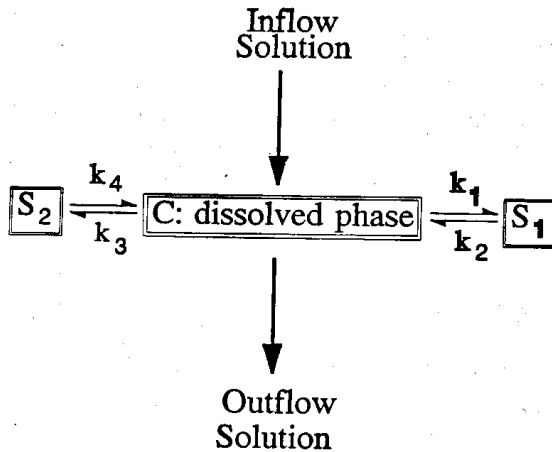 Inflow
Solution
k₄
k₁
S₂
C: dissolved phase
S₁
k₃
k₂
Outflow
Solution